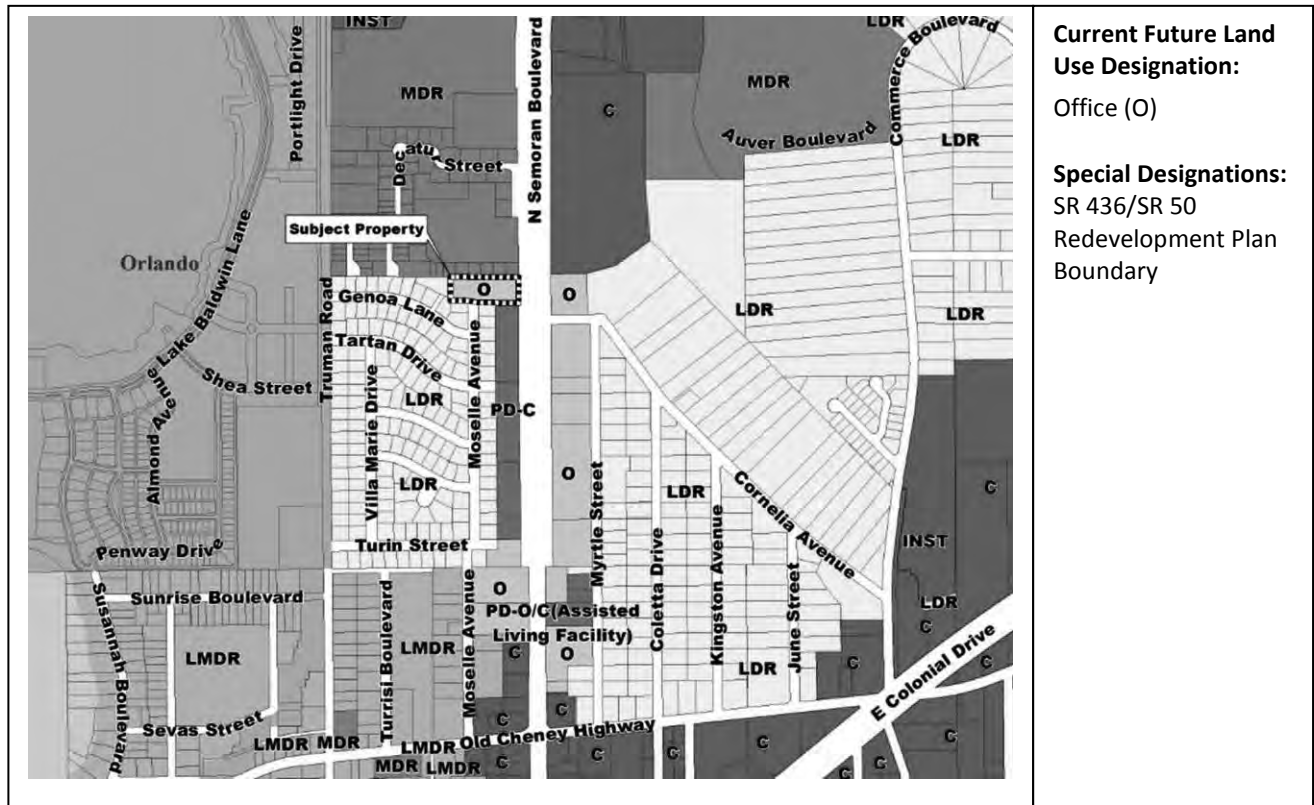 INST
LDR
Commerce Boulevard
Portlight Drive
MDR
N Semoran Boulevard
C
MDR
Auver Boulevard
LDR
LDR
Decatur Street
Subject Property
Orlando
Lake Baldwin Lane
O
O
Genoa Lane
Truman Road
Tartan Drive
LDR
LDR
Shea Street
Almond Avenue
Villa Marie Drive
LDR
Moselle Avenue
PD-C
O
LDR
Myrtle Street
Coletta Drive
LDR
Kingston Avenue
Cornelia Avenue
C
Penway Drive
Turin Street
June Street
INST
Susannah Boulevard
Sunrise Boulevard
Turrisi Boulevard
LMDR
LMDR
Moselle Avenue
O
PD-O/C(Assisted
Living Facility)
C
O
LDR
C
LDR
C
E Colonial Drive
C
Sevas Street
LMDR
MDR
LMDR
Old Cheney Highway
C
C
MDR
LMDR
C
C
C
C
C
C
C
Current Future Land
Use Designation:
Office (O)
Special Designations:
SR 436/SR 50
Redevelopment Plan
Boundary